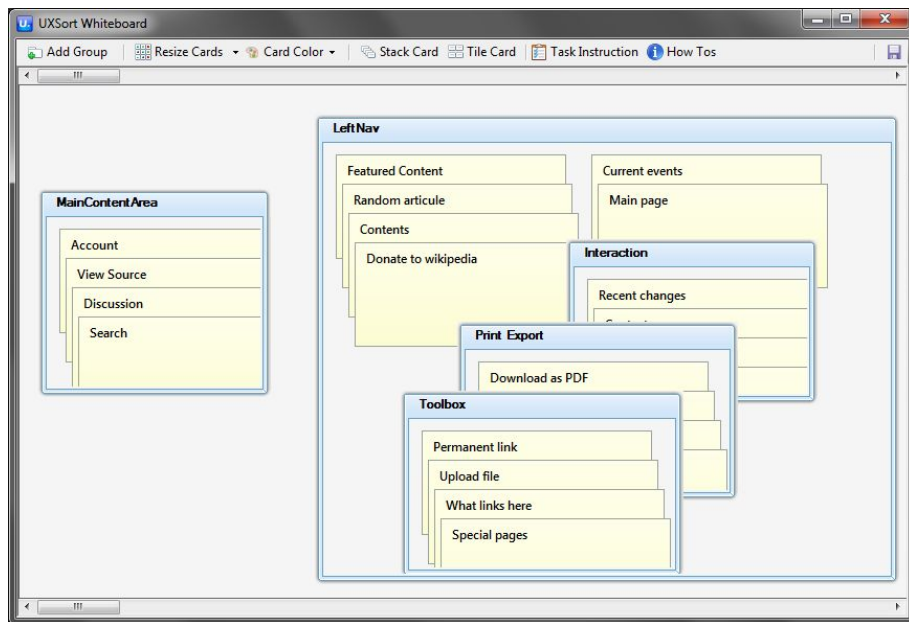 UXSort Whiteboard
Add Group Resize Cards Card Color Stack Card Tile Card Task Instruction How Tos
LeftNav
Featured Content
Random articule
Contents
Donate to wikipedia
Current events
Main page
MainContentArea
Account
View Source
Discussion
Search
Interaction
Recent changes
Print Export
Download as PDF
Toolbox
Permanent link
Upload file
What links here
Special pages